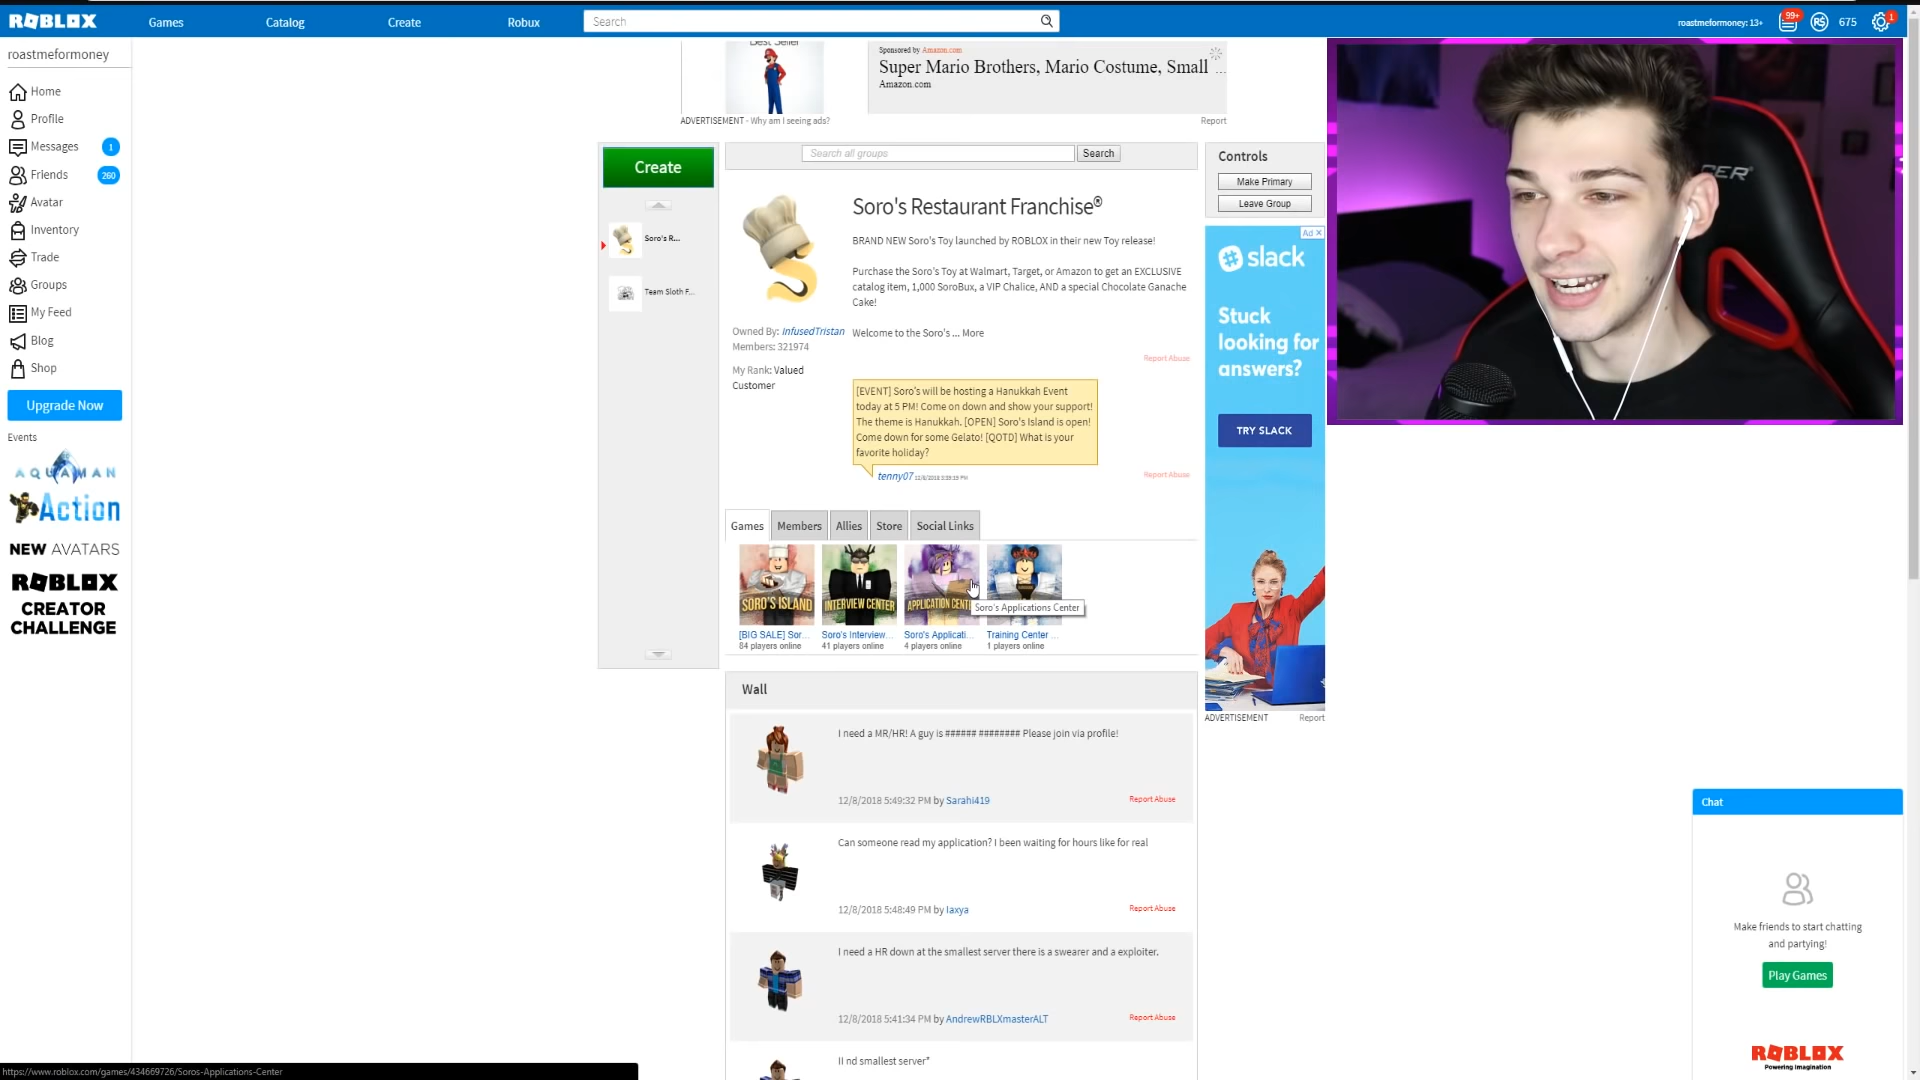 ROBLOX
Games
Catalog
Create
Robux
Search
roastmeformoney: 13+
99+
R$
675
1
roastmeformoney
Home
Profile
Messages
1
Friends
260
Avatar
Inventory
Trade
Groups
My Feed
Blog
Shop
Upgrade Now
Events
AQUAMAN
Action
NEW AVATARS
ROBLOX
CREATOR
CHALLENGE
Best Seller
Sponsored by Amazon.com
Super Mario Brothers, Mario Costume, Small ...
Amazon.com
ADVERTISEMENT - Why am I seeing ads?
Report
Create
Soro's R...
Team Sloth F...
Search all groups
Search
Soro's Restaurant Franchise®
BRAND NEW Soro's Toy launched by ROBLOX in their new Toy release!
Purchase the Soro's Toy at Walmart, Target, or Amazon to get an EXCLUSIVE
catalog item, 1,000 SoroBux, a VIP Chalice, AND a special Chocolate Ganache
Cake!
Welcome to the Soro's ... More
Owned By: InfusedTristan
Members: 321974
My Rank: Valued
Customer
Report Abuse
[EVENT] Soro's will be hosting a Hanukkah Event
today at 5 PM! Come on down and show your support!
The theme is Hanukkah. [OPEN] Soro's Island is open!
Come down for some Gelato! [QOTD] What is your
favorite holiday?
tenny07
Report Abuse
Games
Members
Allies
Store
Social Links
SORO'S ISLAND
INTERVIEW CENTER
APPLICATION CENT
Soro's Applications Center
[BIG SALE] Sor...
84 players online
Soro's Interview...
41 players online
Soro's Applicati...
4 players online
Training Center ...
1 players online
Wall
I need a MR/HR! A guy is ###### ######## Please join via profile!
12/8/2018 5:49:32 PM by Sarahi419
Report Abuse
Can someone read my application? I been waiting for hours like for real
12/8/2018 5:48:49 PM by Iaxya
Report Abuse
I need a HR down at the smallest server there is a swearer and a exploiter.
12/8/2018 5:41:34 PM by AndrewRBLXmasterALT
Report Abuse
II nd smallest server*
Controls
Make Primary
Leave Group
Ad X
slack
Stuck
looking for
answers?
TRY SLACK
ADVERTISEMENT
Report
CER
Chat
Make friends to start chatting
and partying!
Play Games
ROBLOX
Powering Imagination
https://www.roblox.com/games/434669726/Soros-Applications-Center